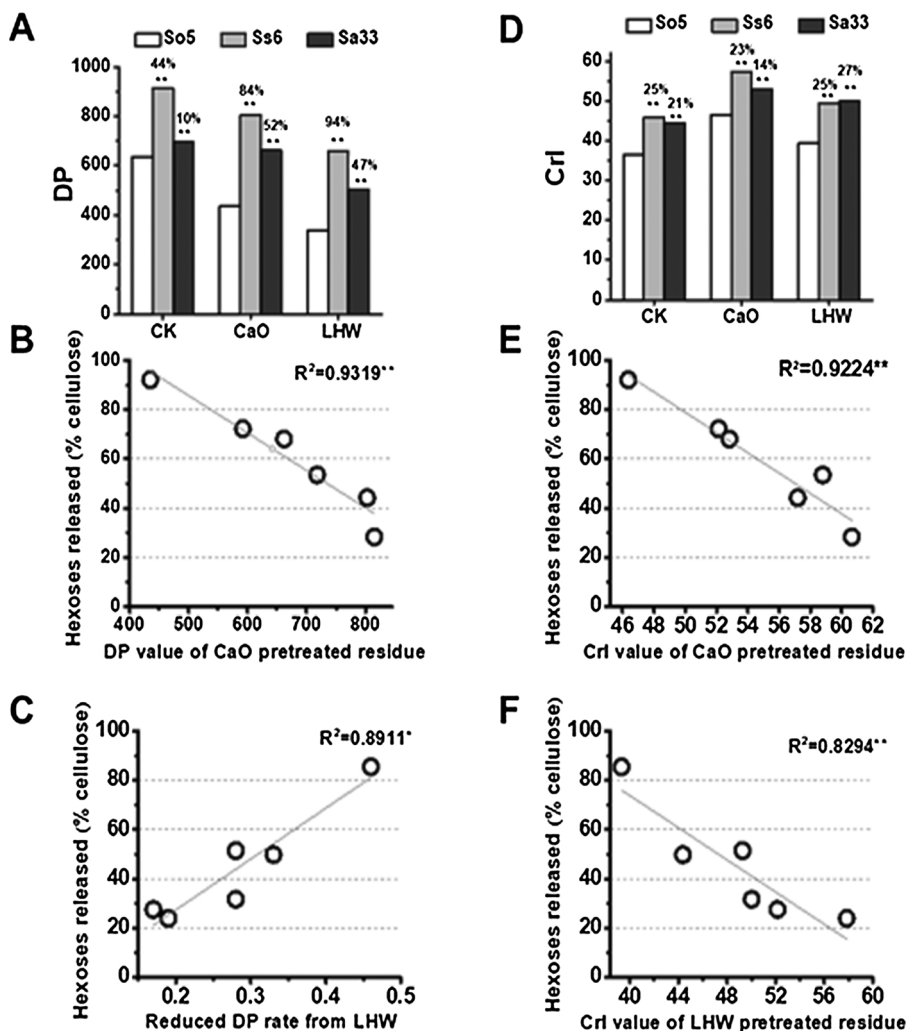 A
So5 Ss6 Sa33
1000
800
600
400
200
0
DP
44%
**
10%
**
84%
**
52%
**
94%
**
47%
**
CK CaO LHW
D
So5 Ss6 Sa33
60
50
40
30
20
10
0
CrI
25%
**
21%
**
23%
**
14%
**
25%
**
27%
**
CK CaO LHW
B
R²=0.9319**
100
80
60
40
20
0
Hexoses released (% cellulose)
400 500 600 700 800
DP value of CaO pretreated residue
E
R²=0.9224**
100
80
60
40
20
0
Hexoses released (% cellulose)
46 48 50 52 54 56 58 60 62
CrI value of CaO pretreated residue
C
R²=0.8911*
100
80
60
40
20
0
Hexoses released (% cellulose)
0.2 0.3 0.4 0.5
Reduced DP rate from LHW
F
R²=0.8294**
100
80
60
40
20
0
Hexoses released (% cellulose)
40 44 48 52 56 60
CrI value of LHW pretreated residue